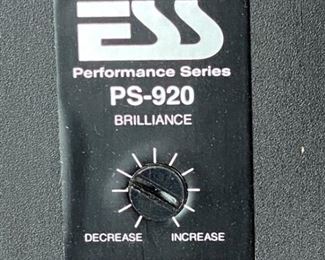 ESS
Performance Series
PS-920
BRILLIANCE
DECREASE INCREASE